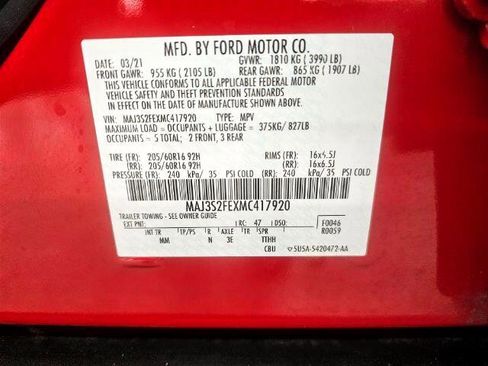 MFD. BY FORD MOTOR CO.
03/21 GVWR: 1810 KG ( 3990 LB)
FRONT GAWR: 955 KG ( 2105 LB) REAR GAWR: 865 KG ( 1907 LB)
THIS VEHICLE CONFORMS TO ALL APPLICABLE FEDERAL MOTOR
VEHICLE SAFETY AND THEFT PREVENTION STANDARDS
IN EFFECT ON THE DATE OF MANUFACTURE SHOWN ABOVE.
VIN: MAJ3S2FEXMC417920 TYPE: MPV
MAXIMUM LOAD = OCCUPANTS + LUGGAGE = 375KG/ 827LB
OCCUPANTS = 5 TOTAL; 2 FRONT, 3 REAR
TIRE (FR): 205/60R16 92H RIMS (FR): 16x6.5J
(RR): 205/60R16 92H (RR): 16x6.5J
PRESSURE (FR) 240 kPa/ 35 PSI COLD (RR): 240 kPa/ 35 PSI COLD
MAJ3S2FEXMC417920
TRAILER TOWING - SEE OWNER GUIDE
EXT PNT: RC: 47 DSO: F0046
R0059
INT TR TP/PS R AXLE TR SPR
MM N 3E TTHH
CBU 5U5A-5420472-AA